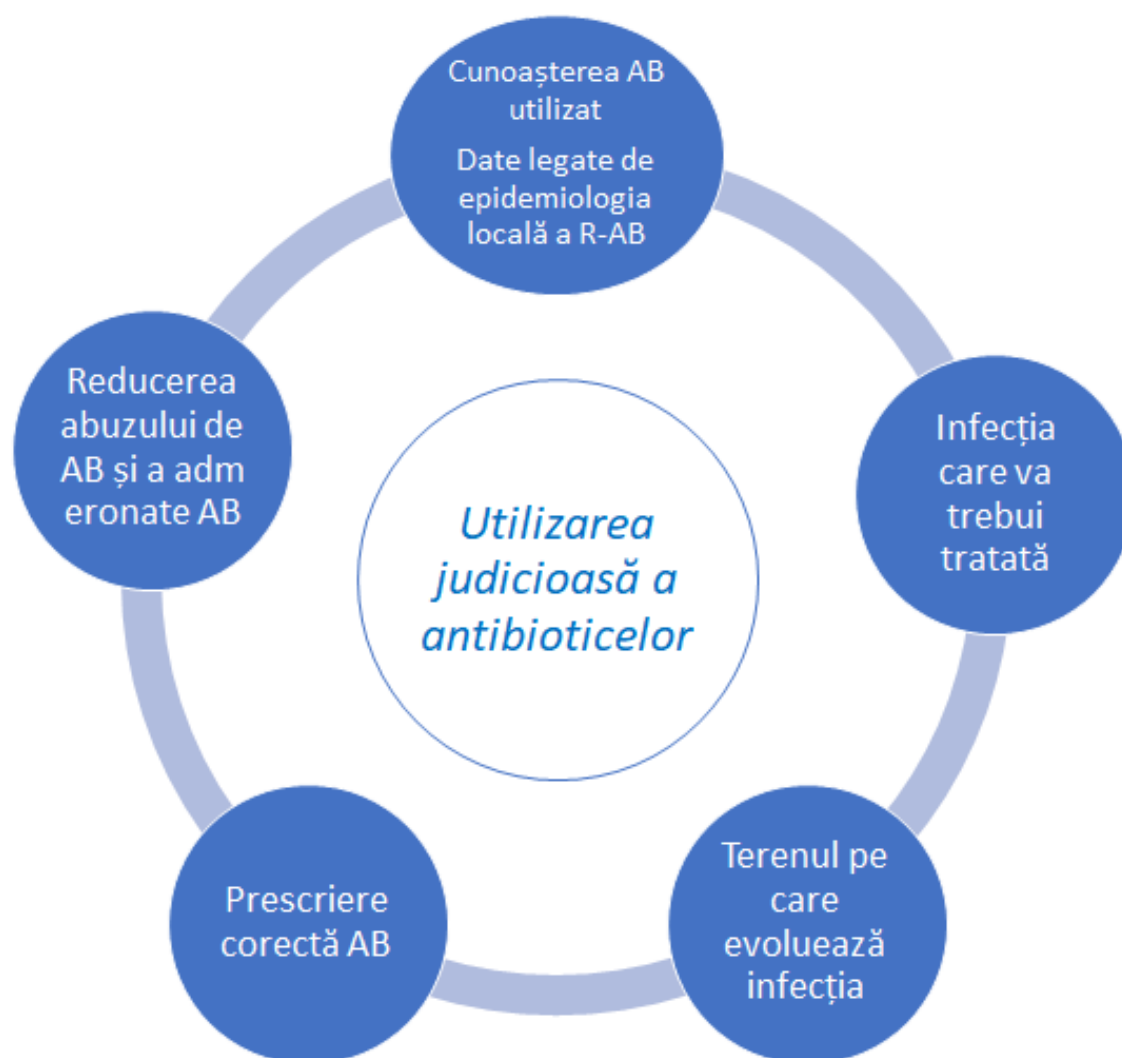 Cunoașterea AB
utilizat
Date legate de
epidemiologia
locală a R-AB
Infecția
care va
trebui
tratată
Terenul pe
care
evoluează
infecția
Prescriere
corectă AB
Reducerea
abuzului de
AB și a adm
eronate AB
Utilizarea
judicioasă a
antibioticelor